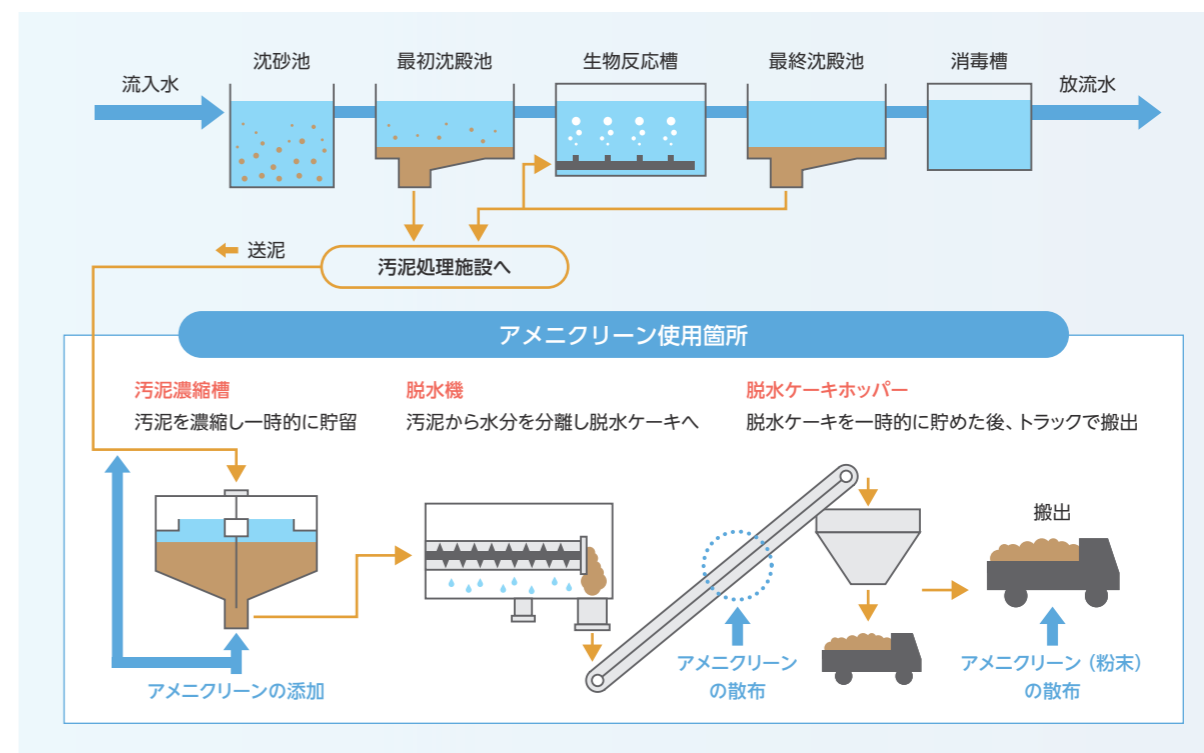 沈砂池
最初沈殿池
生物反応槽
最終沈殿池
消毒槽
流入水
放流水
送泥
汚泥処理施設へ
アメニクリーン使用箇所
汚泥濃縮槽
汚泥を濃縮し一時的に貯留
脱水機
汚泥から水分を分離し脱水ケーキへ
脱水ケーキホッパー
脱水ケーキを一時的に貯めた後、トラックで搬出
搬出
アメニクリーンの添加
アメニクリーン
の散布
アメニクリーン（粉末）
の散布